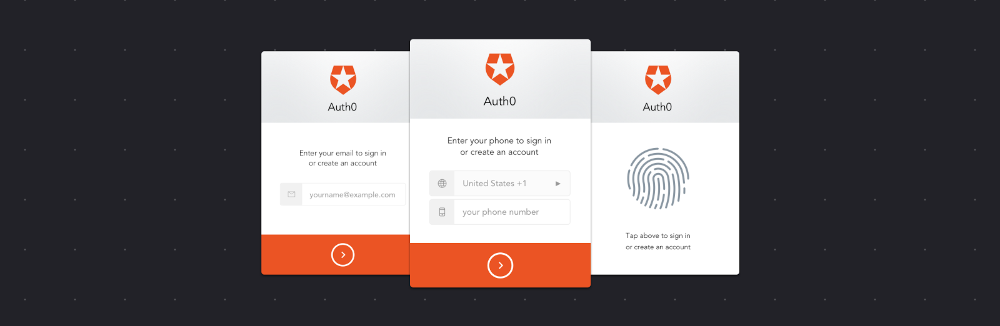 Auth0
Enter your email to sign in
or create an account
yourname@example.com
Auth0
Enter your phone to sign in
or create an account
United States +1
your phone number
Auth0
Tap above to sign in
or create an account